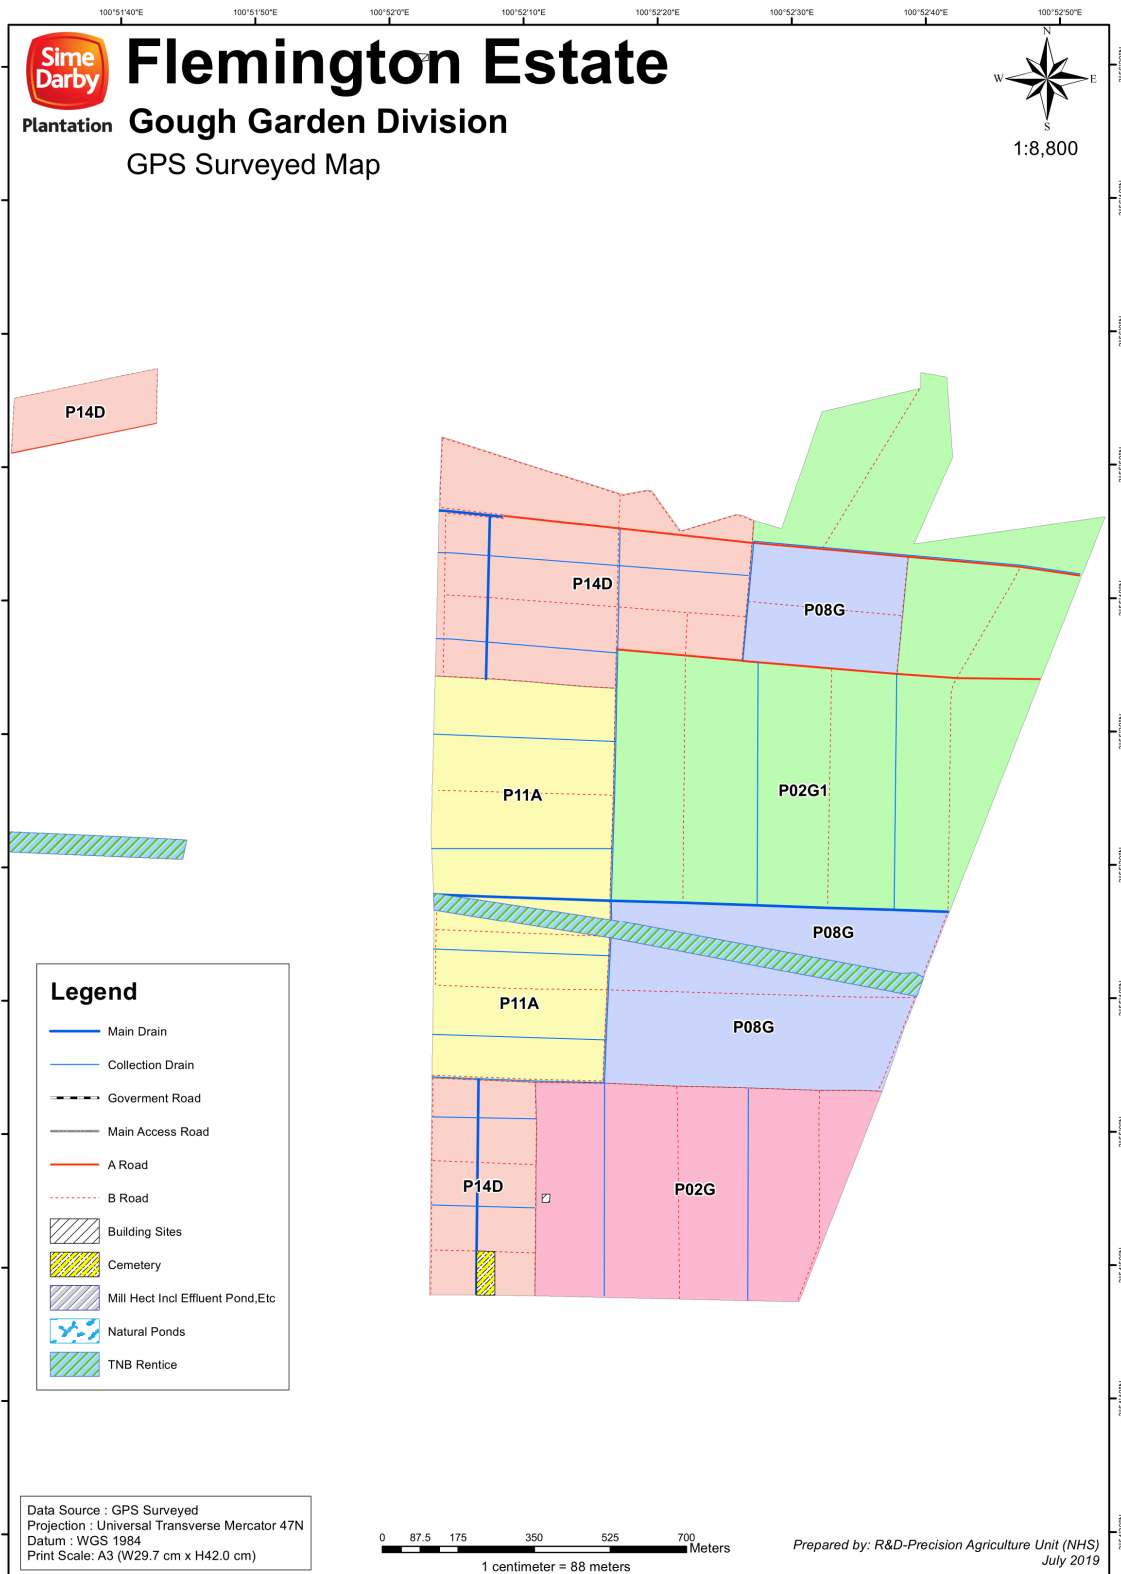 100°51'40"E 100°51'50"E 100°52'0"E 100°52'10"E 100°52'20"E 100°52'30"E 100°52'40"E 100°52'50"E
Sime
Darby
Plantation
Flemington Estate
Gough Garden Division
GPS Surveyed Map
N
W E
S
1:8,800
P14D
P14D
P08G
P11A
P02G1
P08G
P11A
P08G
P14D
P02G
Legend
Main Drain
Collection Drain
Goverment Road
Main Access Road
A Road
B Road
Building Sites
Cemetery
Mill Hect Incl Effluent Pond,Etc
Natural Ponds
TNB Rentice
Data Source : GPS Surveyed
Projection : Universal Transverse Mercator 47N
Datum : WGS 1984
Print Scale: A3 (W29.7 cm x H42.0 cm)
0 87.5 175 350 525 700
Meters
1 centimeter = 88 meters
Prepared by: R&D-Precision Agriculture Unit (NHS)
July 2019